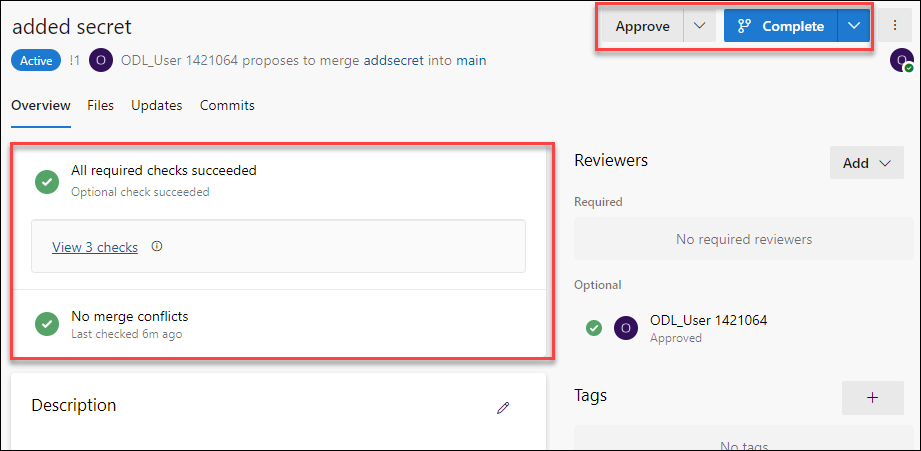 added secret
Approve
Complete
Active !1 O ODL_User 1421064 proposes to merge addsecret into main
O
Overview Files Updates Commits
All required checks succeeded
Optional check succeeded
View 3 checks
No merge conflicts
Last checked 6m ago
Description
Reviewers
Add
Required
No required reviewers
Optional
O ODL_User 1421064
Approved
Tags
No tags